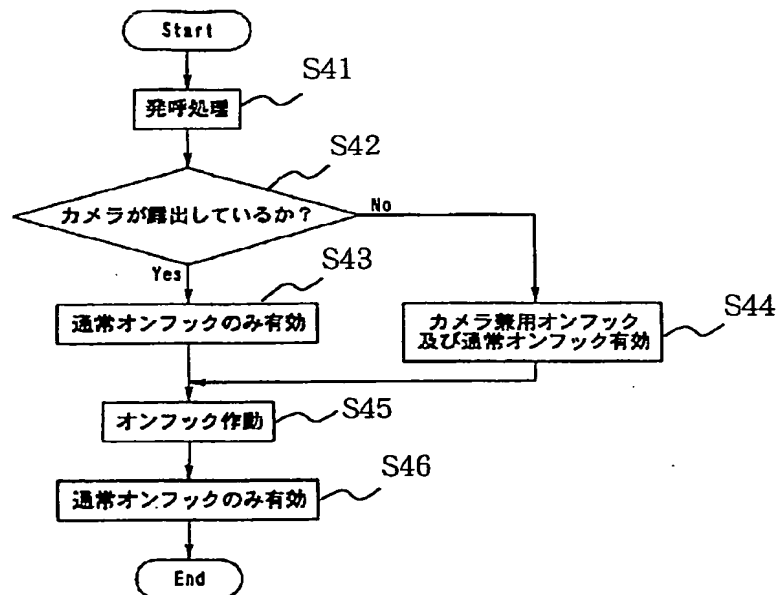 Start
S41
発呼処理
S42
カメラが露出しているか?
No
Yes
S43
通常オンフックのみ有効
カメラ兼用オンフック
及び通常オンフック有効
S44
オンフック作動
S45
S46
通常オンフックのみ有効
End